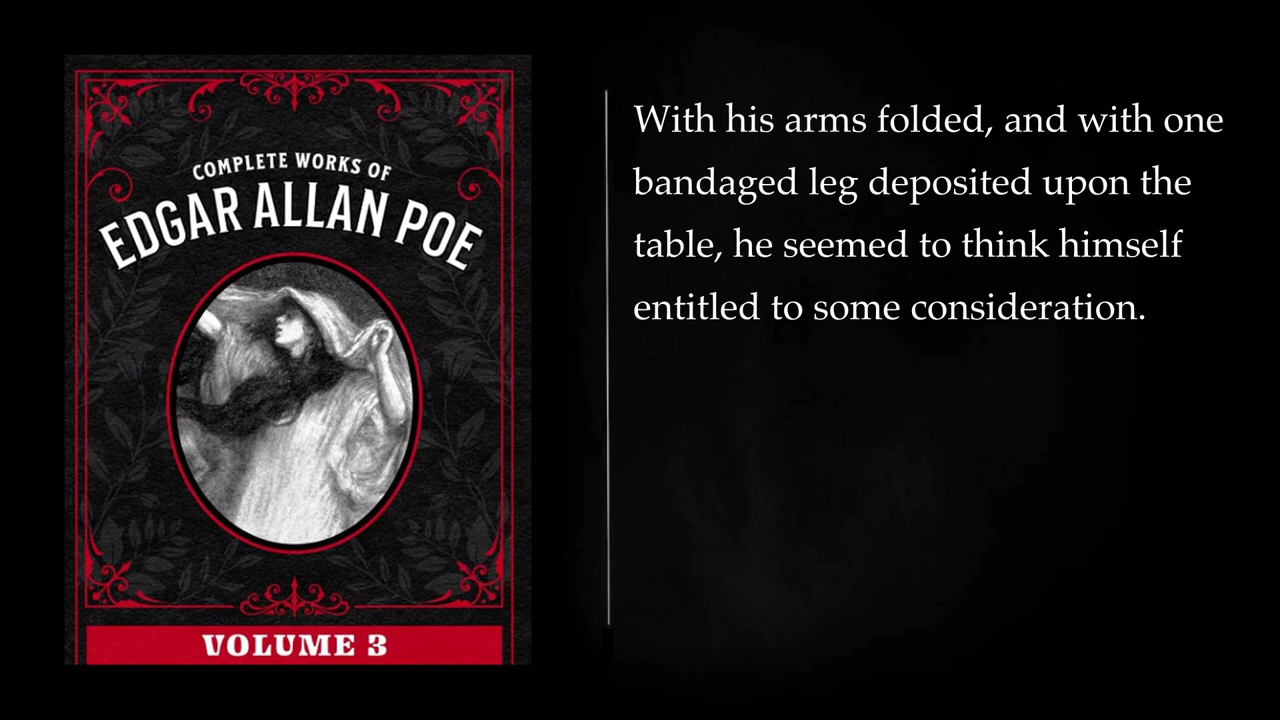 COMPLETE WORKS OF
EDGAR ALLAN POE
VOLUME 3
With his arms folded, and with one
bandaged leg deposited upon the
table, he seemed to think himself
entitled to some consideration.